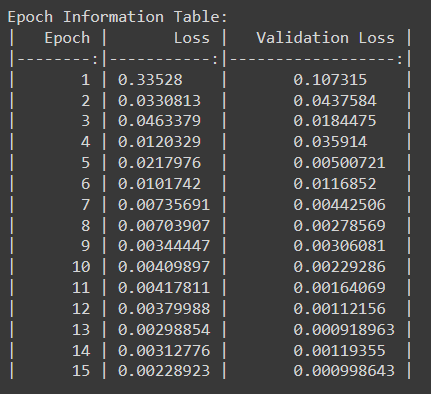 Epoch Information Table:
|   Epoch |       Loss |   Validation Loss |
|--------:|-----------:|------------------:|
|       1 | 0.33528    |       0.107315    |
|       2 | 0.0330813  |       0.0437584   |
|       3 | 0.0463379  |       0.0184475   |
|       4 | 0.0120329  |       0.035914    |
|       5 | 0.0217976  |       0.00500721  |
|       6 | 0.0101742  |       0.0116852   |
|       7 | 0.00735691 |       0.00442506  |
|       8 | 0.00703907 |       0.00278569  |
|       9 | 0.00344447 |       0.00306081  |
|      10 | 0.00409897 |       0.00229286  |
|      11 | 0.00417811 |       0.00164069  |
|      12 | 0.00379988 |       0.00112156  |
|      13 | 0.00298854 |       0.000918963 |
|      14 | 0.00312776 |       0.00119355  |
|      15 | 0.00228923 |       0.000998643 |